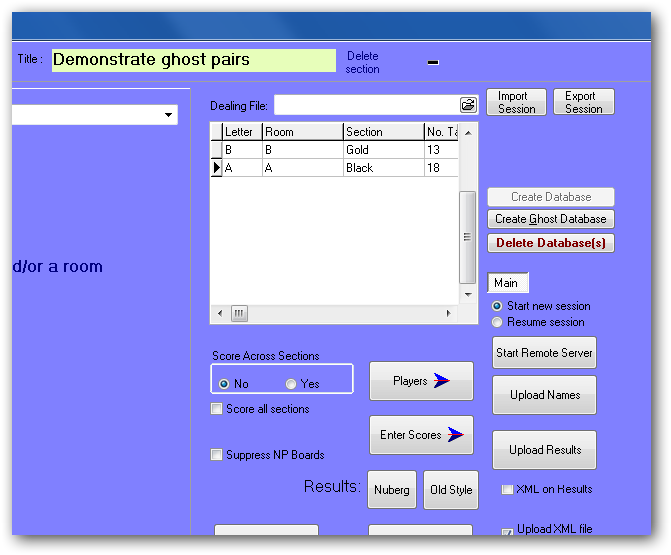 Title :
Demonstrate ghost pairs
Delete
section
Dealing File:
Import
Session
Export
Session
Letter Room Section No. Ta
B B Gold 13
A A Black 18
Create Database
Create Ghost Database
Delete Database(s)
d/or a room
Main
Start new session
Resume session
Start Remote Server
Score Across Sections
No Yes
Players
Upload Names
Score all sections
Enter Scores
Upload Results
Suppress NP Boards
Results:
Nuberg
Old Style
XML on Results
Upload XML file